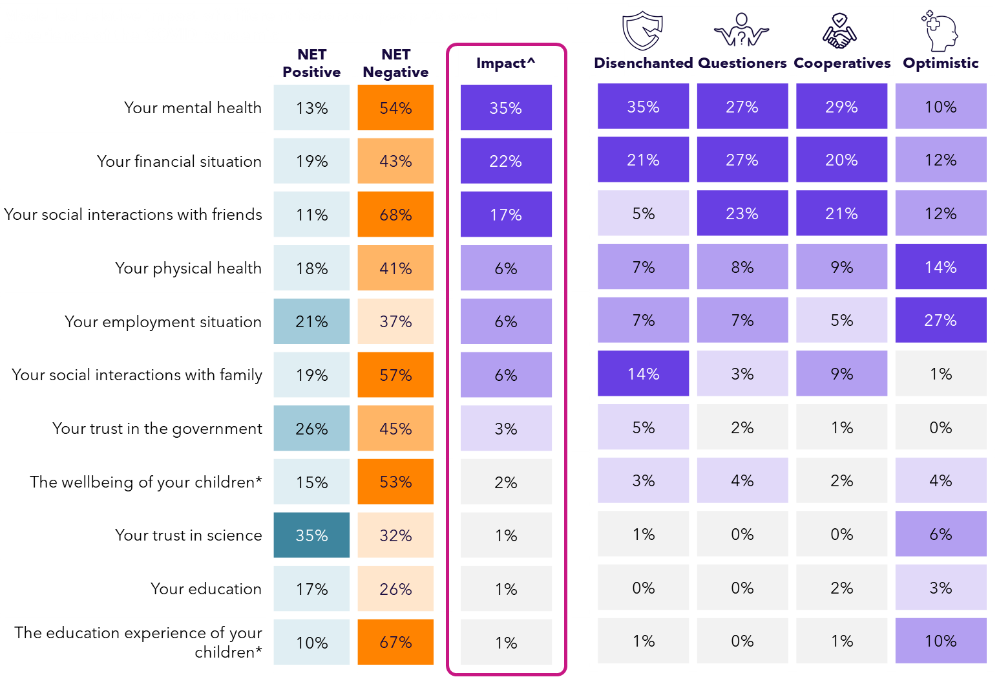 NET Positive NET Negative Impact^ Disenchanted Questioners Cooperatives Optimistic
?
Your mental health 13% 54% 35% 35% 27% 29% 10%
Your financial situation 19% 43% 22% 21% 27% 20% 12%
Your social interactions with friends 11% 68% 17% 5% 23% 21% 12%
Your physical health 18% 41% 6% 7% 8% 9% 14%
Your employment situation 21% 37% 6% 7% 7% 5% 27%
Your social interactions with family 19% 57% 6% 14% 3% 9% 1%
Your trust in the government 26% 45% 3% 5% 2% 1% 0%
The wellbeing of your children* 15% 53% 2% 3% 4% 2% 4%
Your trust in science 35% 32% 1% 1% 0% 0% 6%
Your education 17% 26% 1% 0% 0% 2% 3%
The education experience of your
children* 10% 67% 1% 1% 0% 1% 10%